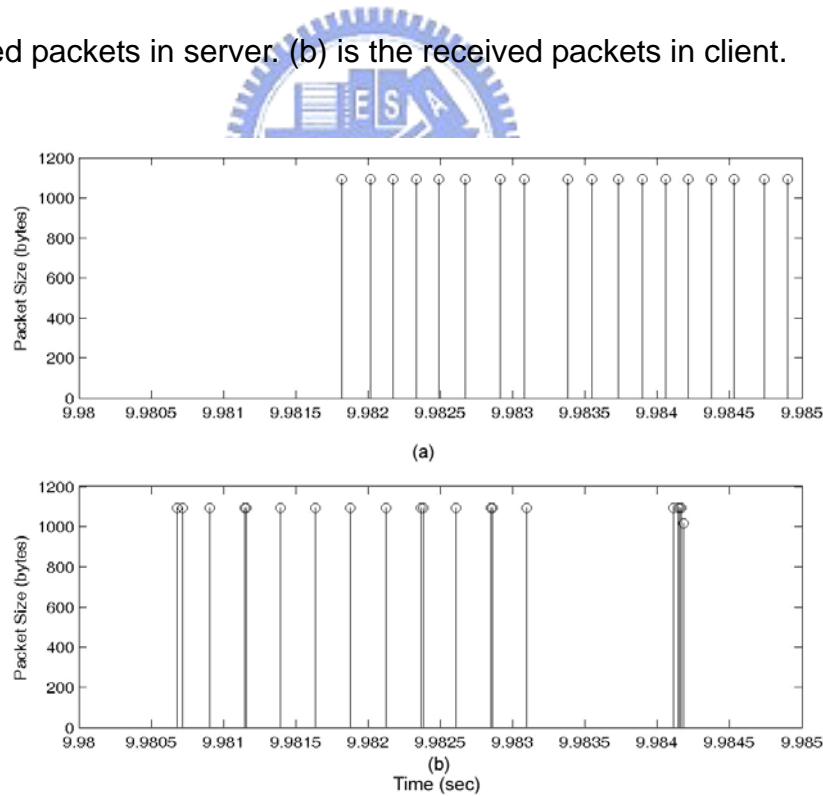 ed packets in server. (b) is the received packets in client.
E S A
1200
1000
800
600
400
200
0
Packet Size (bytes)
9.98 9.9805 9.981 9.9815 9.982 9.9825 9.983 9.9835 9.984 9.9845 9.985
(a)
1200
1000
800
600
400
200
0
Packet Size (bytes)
9.98 9.9805 9.981 9.9815 9.982 9.9825 9.983 9.9835 9.984 9.9845 9.985
(b)
Time (sec)